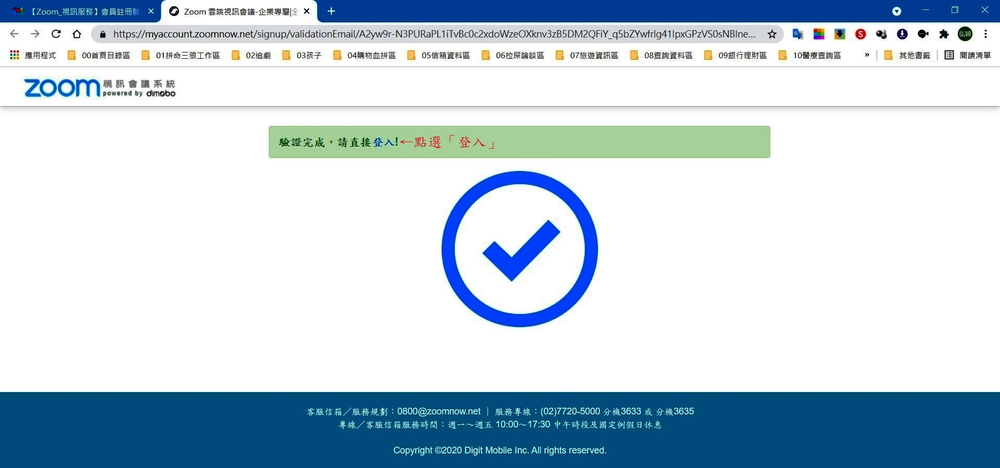 【Zoom_視訊服務】會員註冊驗
Zoom 雲端視訊會議-企業專屬|全
https://myaccount.zoomnow.net/signup/validationEmail/A2yw9r-N3PURaPL1iTvBc0c2xdoWzeOXknv3zB5DM2QFiY_q5bZYwfrlg41lpxGPzVS0sNBlne...
弘穎
應用程式 00首頁目錄區 01拼命三狼工作區 02追劇 03孩子 04購物血拼區 05信箱資料區 06拉屎論談區 07旅遊資訊區 08查詢資料區 09銀行理財區 10醫療查詢區 » 其他書籤 閱讀清單
zoom 視訊會議系統
powered by dimobo
驗證完成，請直接登入!←點選「登入」
客服信箱／服務規劃：0800@zoomnow.net ｜ 服務專線：(02)7720-5000 分機3633 或 分機3635
專線／客服信箱服務時間：週一～週五 10:00～17:30 中午時段及國定例假日休息
Copyright ©2020 Digit Mobile Inc. All rights reserved.